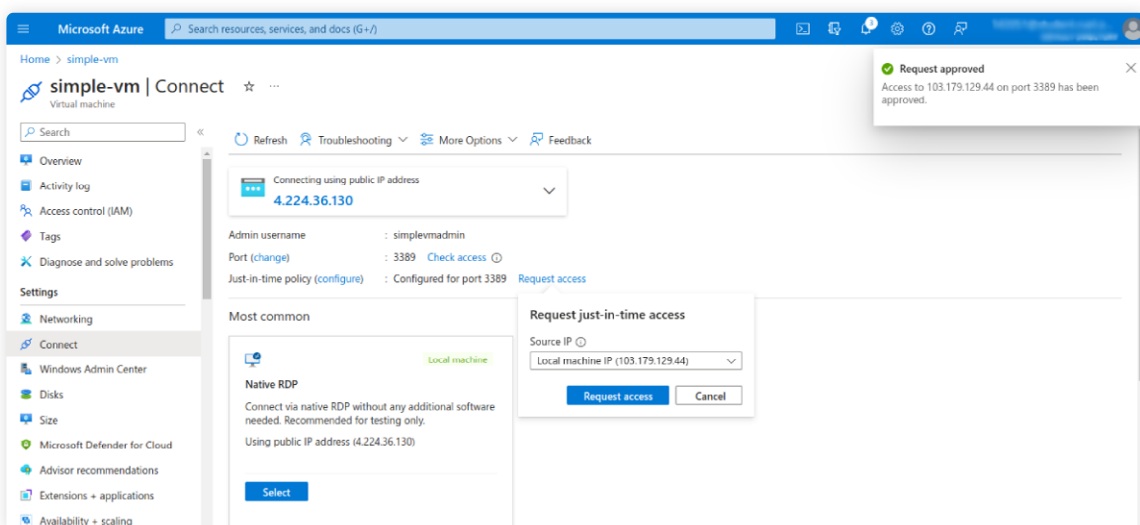 Microsoft Azure
Search resources, services, and docs (G+/)
3
Home > simple-vm
simple-vm | Connect
Virtual machine
Request approved
Access to 103.179.129.44 on port 3389 has been
approved.
Search
Overview
Activity log
Access control (IAM)
Tags
Diagnose and solve problems
Settings
Networking
Connect
Windows Admin Center
Disks
Size
Microsoft Defender for Cloud
Advisor recommendations
Extensions + applications
Availability + scaling
Refresh Troubleshooting More Options Feedback
Connecting using public IP address
4.224.36.130
Admin username : simplevmadmin
Port (change) : 3389 Check access
Just-in-time policy (configure) : Configured for port 3389 Request access
Most common
Local machine
Native RDP
Connect via native RDP without any additional software
needed. Recommended for testing only.
Using public IP address (4.224.36.130)
Select
Request just-in-time access
Source IP
Local machine IP (103.179.129.44)
Request access Cancel